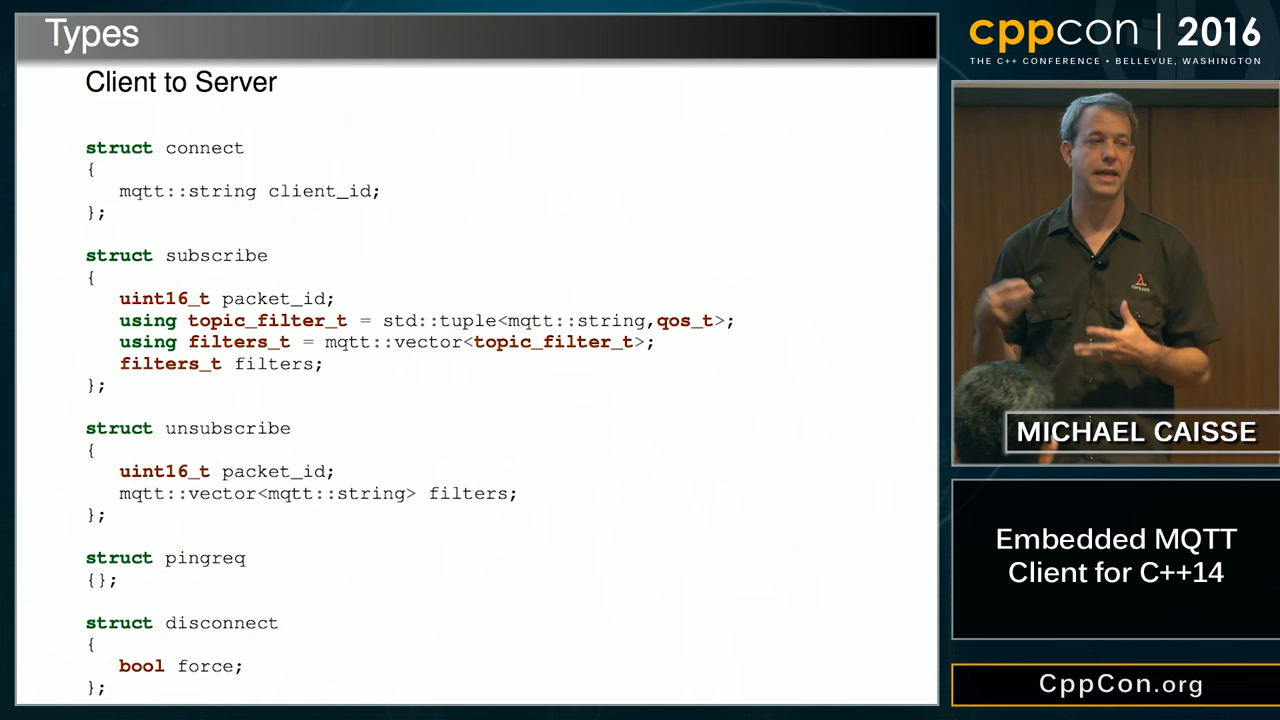 Types
Client to Server
struct connect
{
mqtt::string client_id;
};
struct subscribe
{
uint16_t packet_id;
using topic_filter_t = std::tuple<mqtt::string,qos_t>;
using filters_t = mqtt::vector<topic_filter_t>;
filters_t filters;
};
struct unsubscribe
{
uint16_t packet_id;
mqtt::vector<mqtt::string> filters;
};
struct pingreq
{};
struct disconnect
{
bool force;
};
cppcon | 2016
THE C++ CONFERENCE • BELLEVUE, WASHINGTON
λ
MICHAEL CAISSE
Embedded MQTT
Client for C++14
CppCon.org